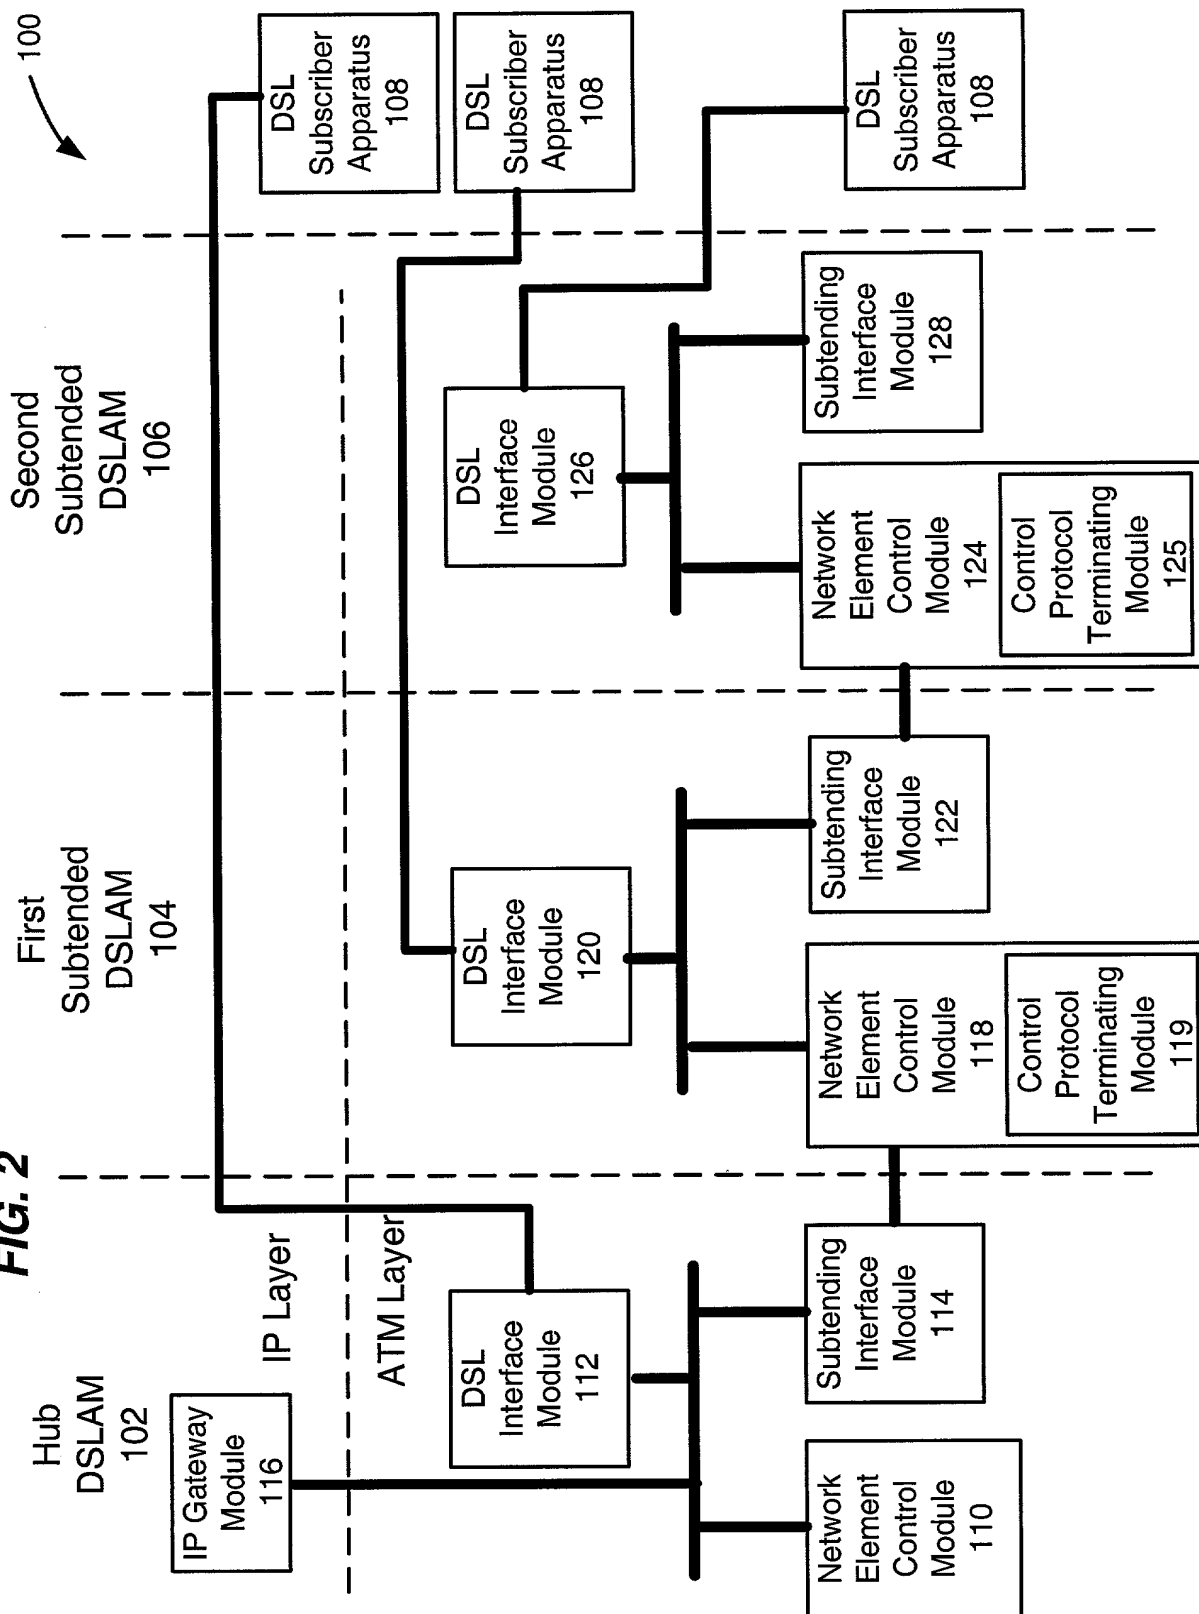 FIG. 2
100
Hub
DSLAM
102
First
Subtended
DSLAM
104
Second
Subtended
DSLAM
106
IP Gateway
Module
116
IP Layer
ATM Layer
DSL
Subscriber
Apparatus
108
DSL
Subscriber
Apparatus
108
DSL
Subscriber
Apparatus
108
DSL
Interface
Module
112
DSL
Interface
Module
120
DSL
Interface
Module
126
Network
Element
Control
Module
110
Subtending
Interface
Module
114
Network
Element
Control
Module
118
Control
Protocol
Terminating
Module
119
Subtending
Interface
Module
122
Network
Element
Control
Module
124
Control
Protocol
Terminating
Module
125
Subtending
Interface
Module
128